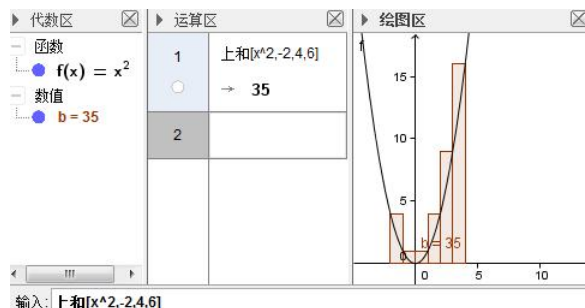 代数区
函数
f(x) = x²
数值
b = 35
运算区
1
上和[x^2,-2,4,6]
→ 35
2
绘图区
f
15
10
5
0
b = 35
0
5
10
输入: 上和[x^2,-2,4,6]